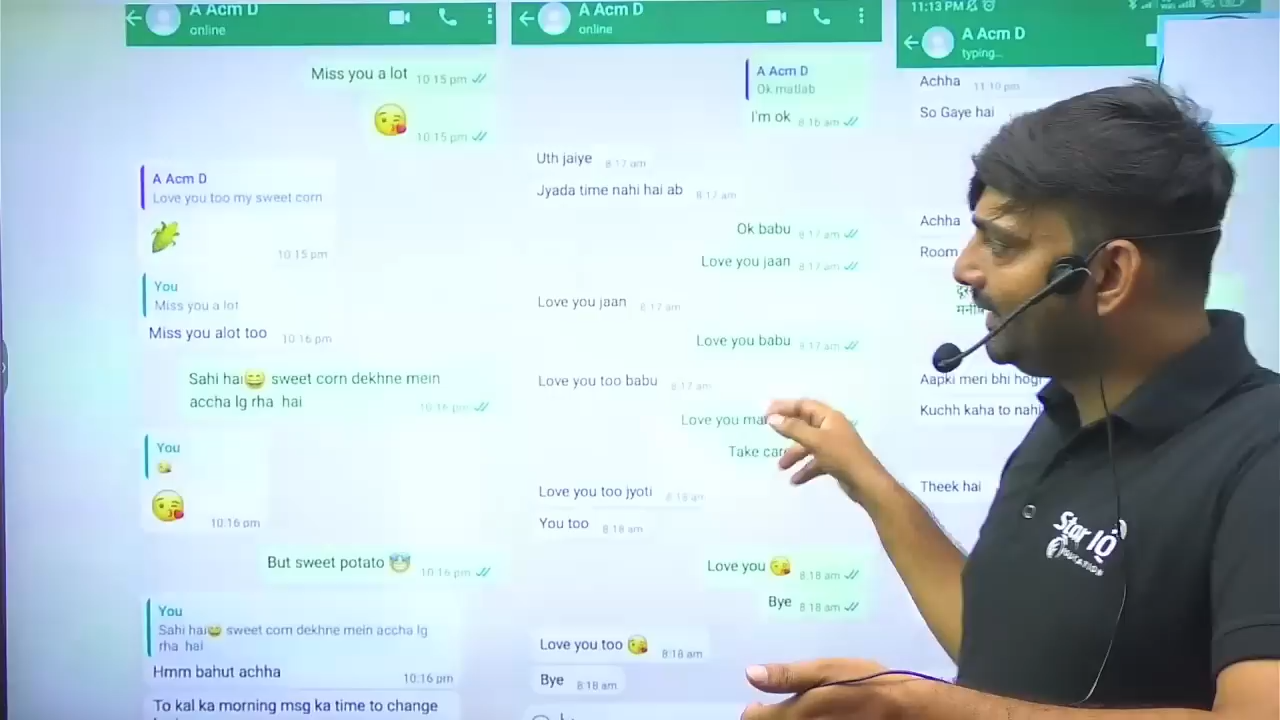 A Acm D
online
Miss you a lot 10:15 pm
10:15 pm
A Acm D
Love you too my sweet corn
10:15 pm
You
Miss you a lot
Miss you alot too 10:16 pm
Sahi hai😄 sweet corn dekhne mein
accha lg rha hai 10:16 pm
You
😘
😘 10:16 pm
But sweet potato 10:16 pm
You
Sahi hai😄 sweet corn dekhne mein accha lg
rha hai
Hmm bahut achha 10:16 pm
To kal ka morning msg ka time to change
A Acm D
online
A Acm D
Ok matlab
I'm ok 8:16 am
Uth jaiye 8:17 am
Jyada time nahi hai ab 8:17 am
Ok babu 8:17 am
Love you jaan 8:17 am
Love you jaan 8:17 am
Love you babu 8:17 am
Love you too babu 8:17 am
Love you
Take
Love you too jyoti 8:18 am
You too 8:18 am
Love you 😘 8:18 am
Bye 8:18 am
Love you too 😘 8:18 am
Bye 8:18 am
11:13 PM
A Acm D
typing...
Achha 11:10 pm
So Gaye hai
Achha
Room
Aapki meri bhi hogi
Kuchh kaha to nahi
Theek hai
Star IQ
EDUCATION